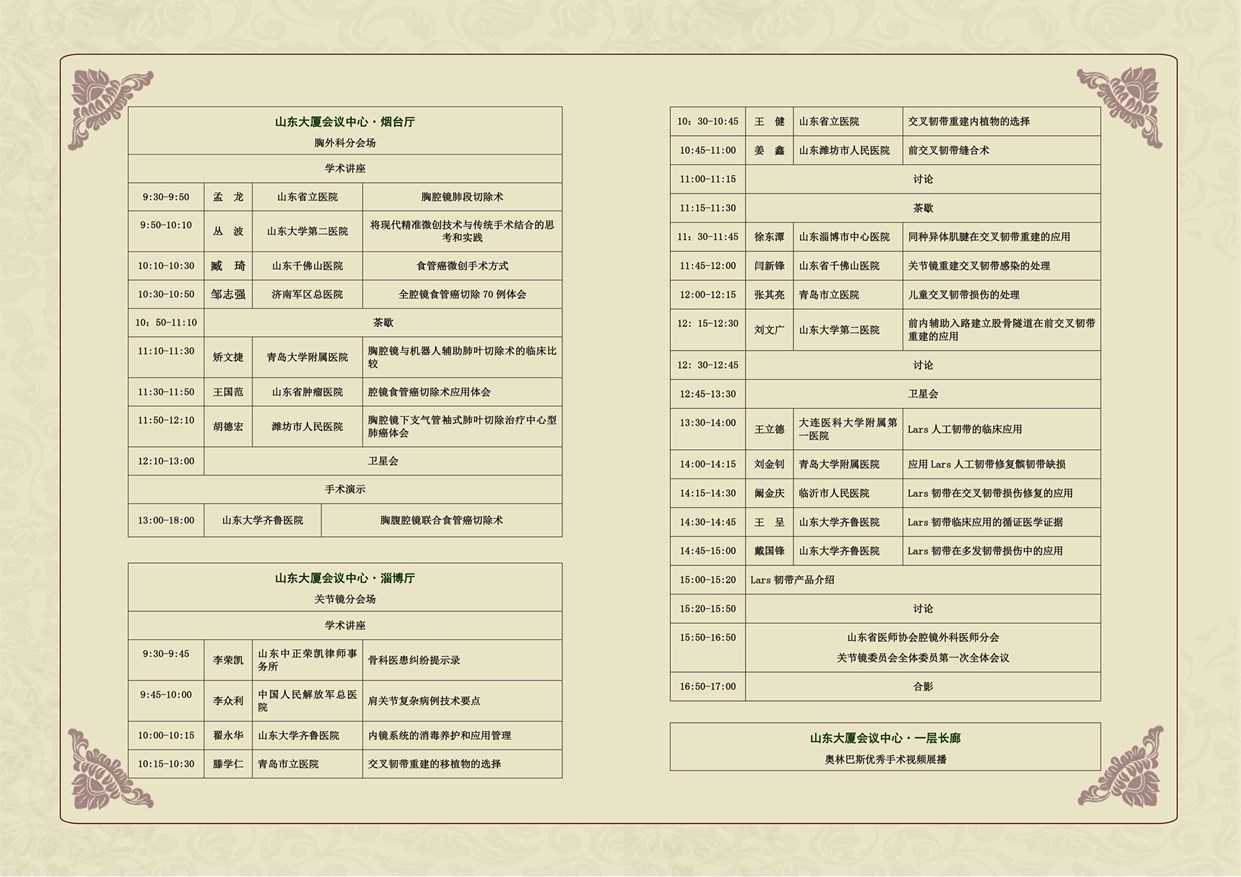 山东大厦会议中心·烟台厅
胸外科分会场
学术讲座
9:30-9:50 孟 龙 山东省立医院 胸腔镜肺段切除术
9:50-10:10 丛 波 山东大学第二医院 将现代精准微创技术与传统手术结合的思
考和实践
10:10-10:30 臧 琦 山东千佛山医院 食管癌微创手术方式
10:30-10:50 邹志强 济南军区总医院 全腔镜食管癌切除 70 例体会
10：50-11:10 茶歇
11:10-11:30 矫文捷 青岛大学附属医院 胸腔镜与机器人辅助肺叶切除术的临床比
较
11:30-11:50 王国范 山东省肿瘤医院 腔镜食管癌切除术应用体会
11:50-12:10 胡德宏 潍坊市人民医院 胸腔镜下支气管袖式肺叶切除治疗中心型
肺癌体会
12:10-13:00 卫星会
手术演示
13:00-18:00 山东大学齐鲁医院 胸腹腔镜联合食管癌切除术
山东大厦会议中心·淄博厅
关节镜分会场
学术讲座
9:30-9:45 李荣凯 山东中正荣凯律师事
务所 骨科医患纠纷提示录
9:45-10:00 李众利 中国人民解放军总医
院 肩关节复杂病例技术要点
10:00-10:15 翟永华 山东大学齐鲁医院 内镜系统的消毒养护和应用管理
10:15-10:30 滕学仁 青岛市立医院 交叉韧带重建的移植物的选择
10：30-10:45 王 健 山东省立医院 交叉韧带重建内植物的选择
10:45-11:00 姜 鑫 山东潍坊市人民医院 前交叉韧带缝合术
11:00-11:15 讨论
11:15-11:30 茶歇
11：30-11:45 徐东潭 山东淄博市中心医院 同种异体肌腱在交叉韧带重建的应用
11:45-12:00 闫新锋 山东省千佛山医院 关节镜重建交叉韧带感染的处理
12:00-12:15 张其亮 青岛市立医院 儿童交叉韧带损伤的处理
12：15-12:30 刘文广 山东大学第二医院 前内辅助入路建立股骨隧道在前交叉韧带
重建的应用
12：30-12:45 讨论
12:45-13:30 卫星会
13:30-14:00 王立德 大连医科大学附属第
一医院 Lars 人工韧带的临床应用
14:00-14:15 刘金钊 青岛大学附属医院 应用 Lars 人工韧带修复髌韧带缺损
14:15-14:30 阚金庆 临沂市人民医院 Lars 韧带在交叉韧带损伤修复的应用
14:30-14:45 王 呈 山东大学齐鲁医院 Lars 韧带临床应用的循证医学证据
14:45-15:00 戴国锋 山东大学齐鲁医院 Lars 韧带在多发韧带损伤中的应用
15:00-15:20 Lars 韧带产品介绍
15:20-15:50 讨论
15:50-16:50 山东省医师协会腔镜外科医师分会
关节镜委员会全体委员第一次全体会议
16:50-17:00 合影
山东大厦会议中心·一层长廊
奥林巴斯优秀手术视频展播